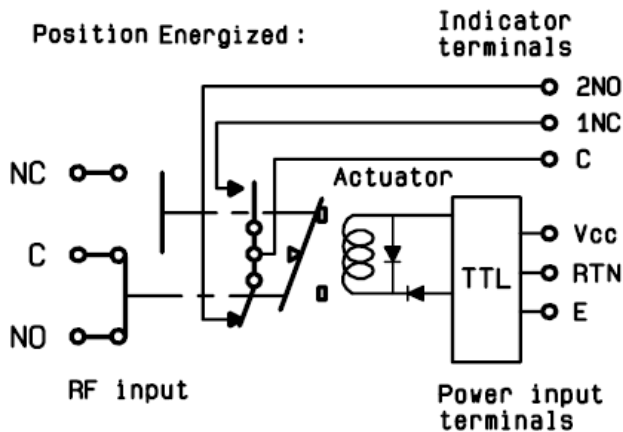 Position Energized :
Indicator
terminals
2NO
1NC
C
NC
Actuator
C
Vcc
TTL
RTN
E
NO
RF input
Power input
terminals